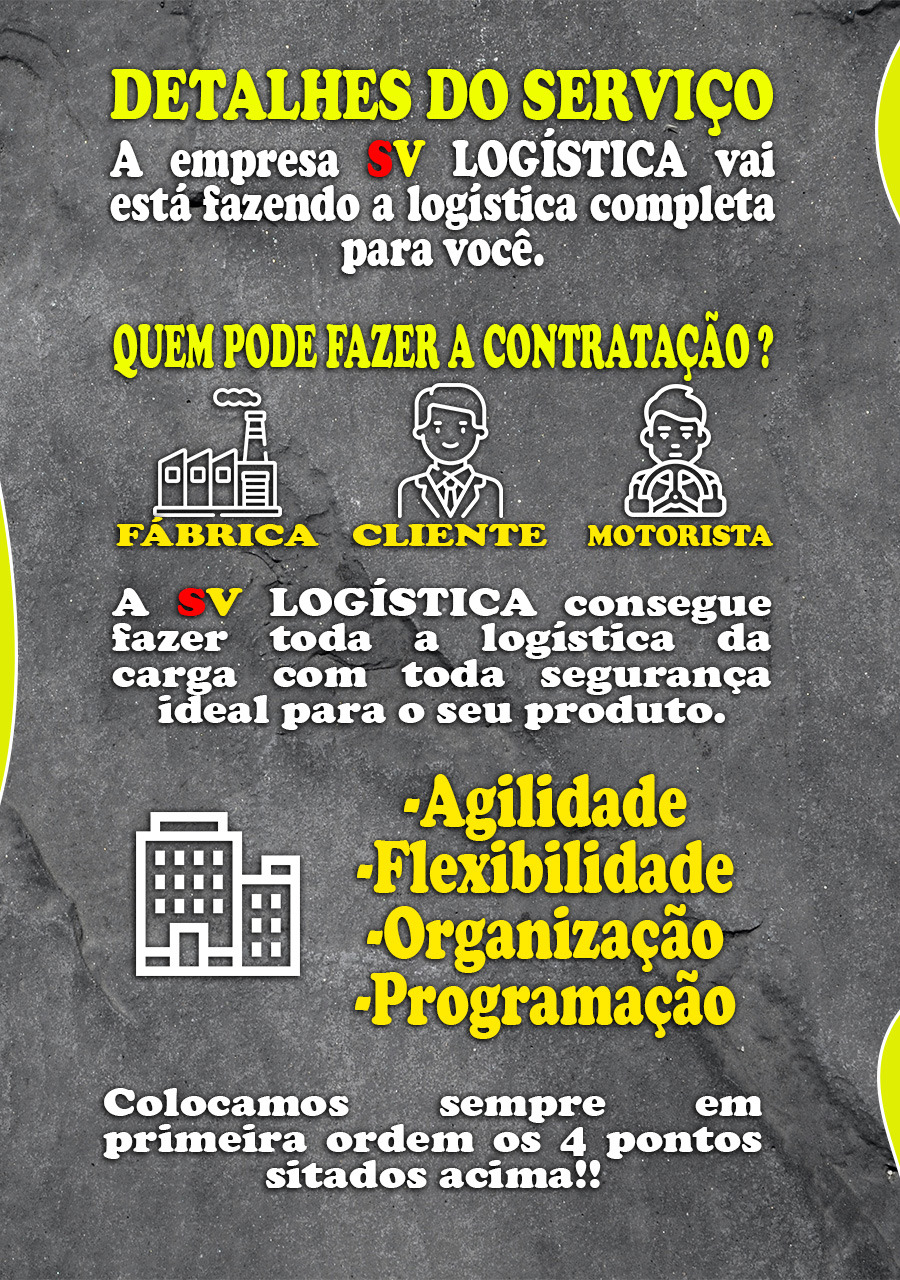 DETALHES DO SERVIÇO
A empresa SV LOGÍSTICA vai
está fazendo a logística completa
para você.
QUEM PODE FAZER A CONTRATAÇÃO ?
FÁBRICA CLIENTE MOTORISTA
A SV LOGÍSTICA consegue
fazer toda a logística da
carga com toda segurança
ideal para o seu produto.
-Agilidade
-Flexibilidade
-Organização
-Programação
Colocamos sempre em
primeira ordem os 4 pontos
sitados acima!!